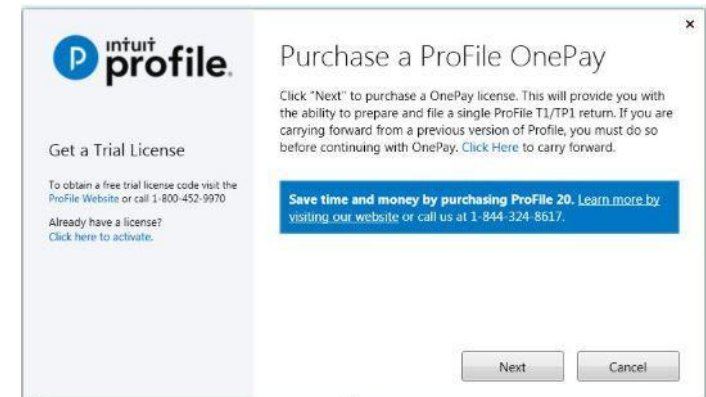 intuit
profile.
Get a Trial License
To obtain a free trial license code visit the
ProFile Website or call 1-800-452-9970
Already have a license?
Click here to activate.
Purchase a ProFile OnePay
Click "Next" to purchase a OnePay license. This will provide you with
the ability to prepare and file a single ProFile T1/TP1 return. If you are
carrying forward from a previous version of Profile, you must do so
before continuing with OnePay. Click Here to carry forward.
Save time and money by purchasing ProFile 20. Learn more by
visiting our website or call us at 1-844-324-8617.
Next
Cancel